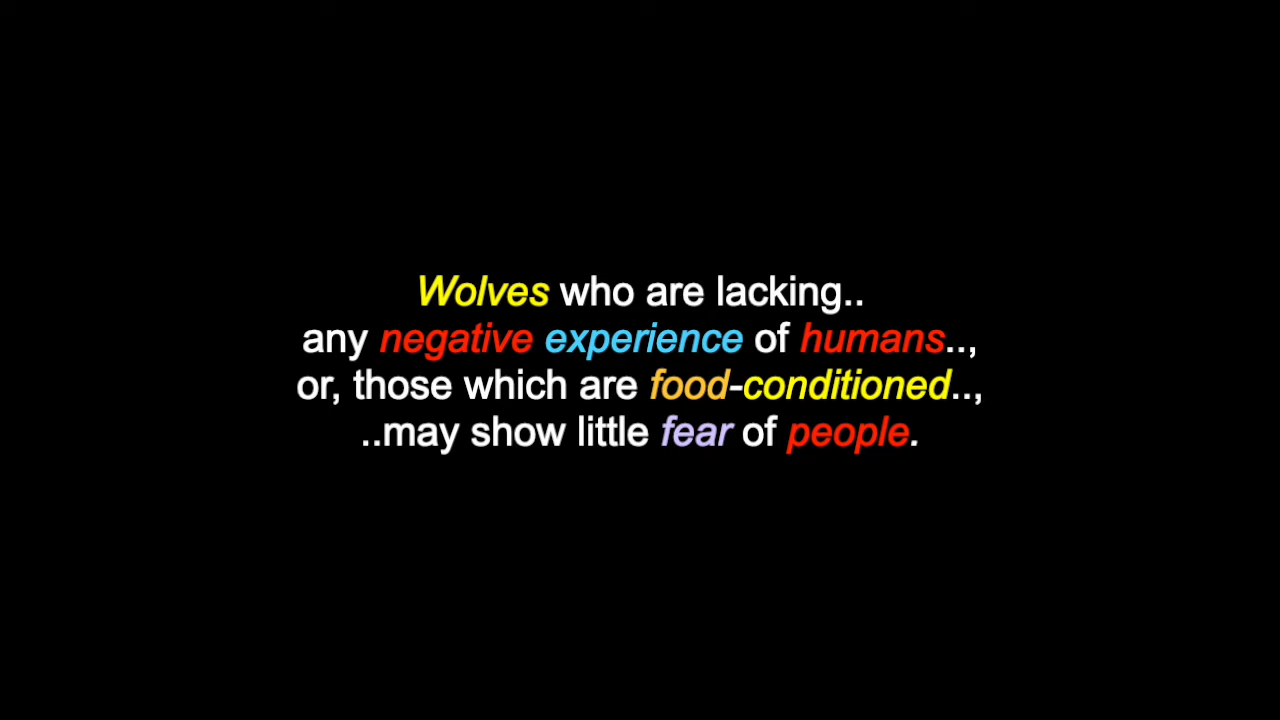 Wolves who are lacking..
any negative experience of humans..,
or, those which are food-conditioned..,
..may show little fear of people.